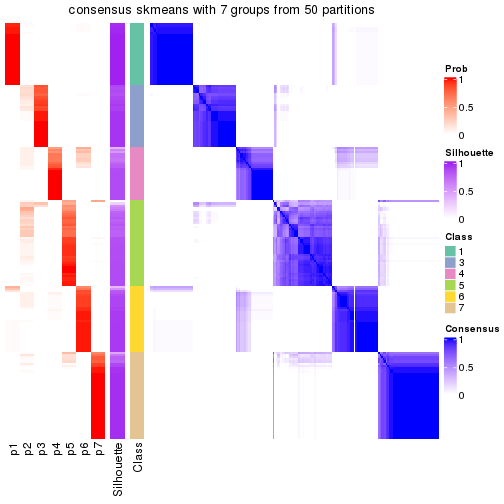 consensus skmeans with 7 groups from 50 partitions
p1
p2
p3
p4
p5
p6
p7
Silhouette
Class
Prob
1
0.5
0
Silhouette
1
0.5
0
Class
1
3
4
5
6
7
Consensus
1
0.5
0